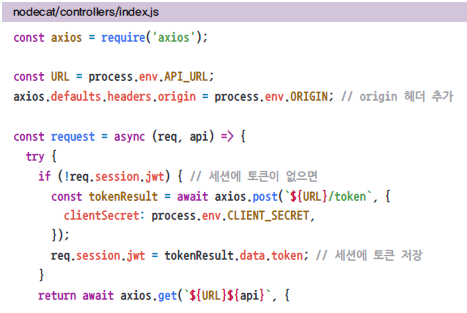 nodecat/controllers/index.js
const axios = require('axios');
const URL = process.env.API_URL;
axios.defaults.headers.origin = process.env.ORIGIN; // origin 헤더 추가
const request = async (req, api) => {
try {
if (!req.session.jwt) { // 세션에 토큰이 없으면
const tokenResult = await axios.post(`${URL}/token`, {
clientSecret: process.env.CLIENT_SECRET,
});
req.session.jwt = tokenResult.data.token; // 세션에 토큰 저장
}
return await axios.get(`${URL}${api}`, {